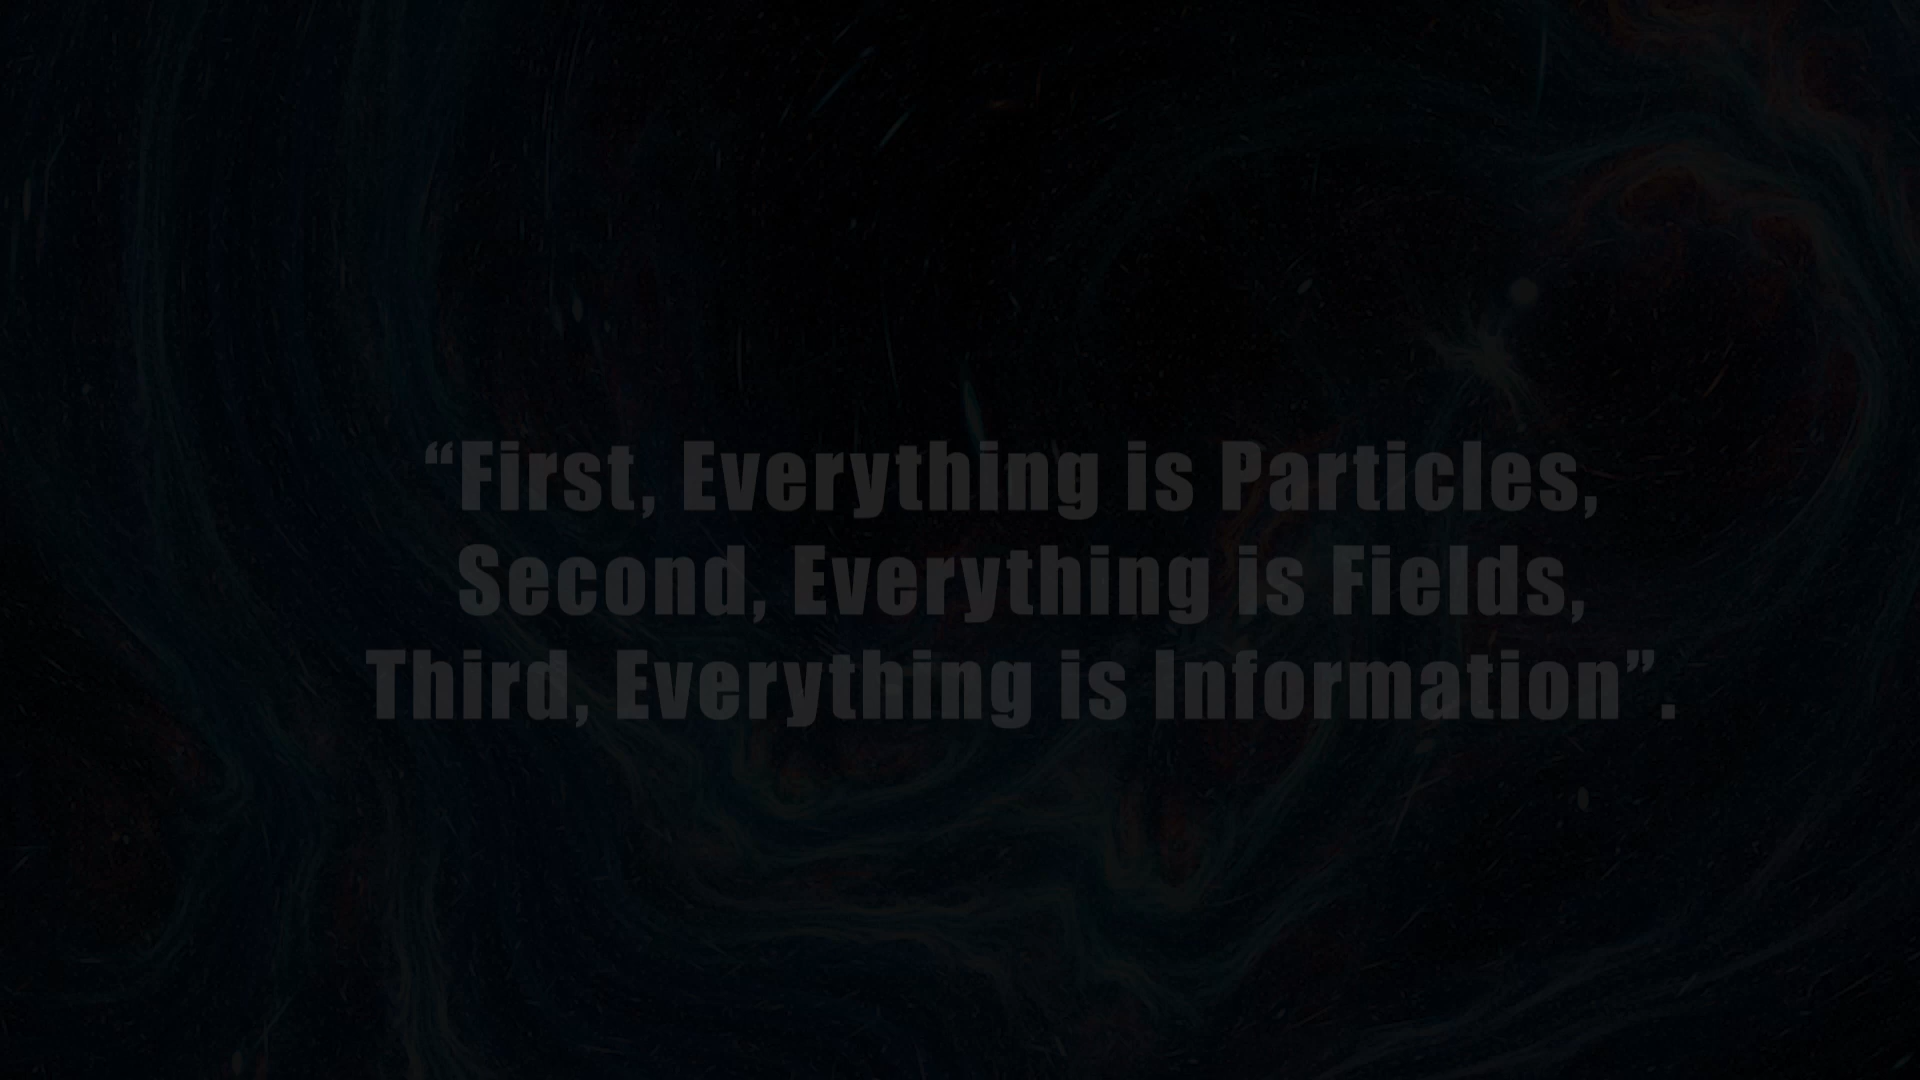 “First, Everything is Particles,
Second, Everything is Fields,
Third, Everything is Information”.